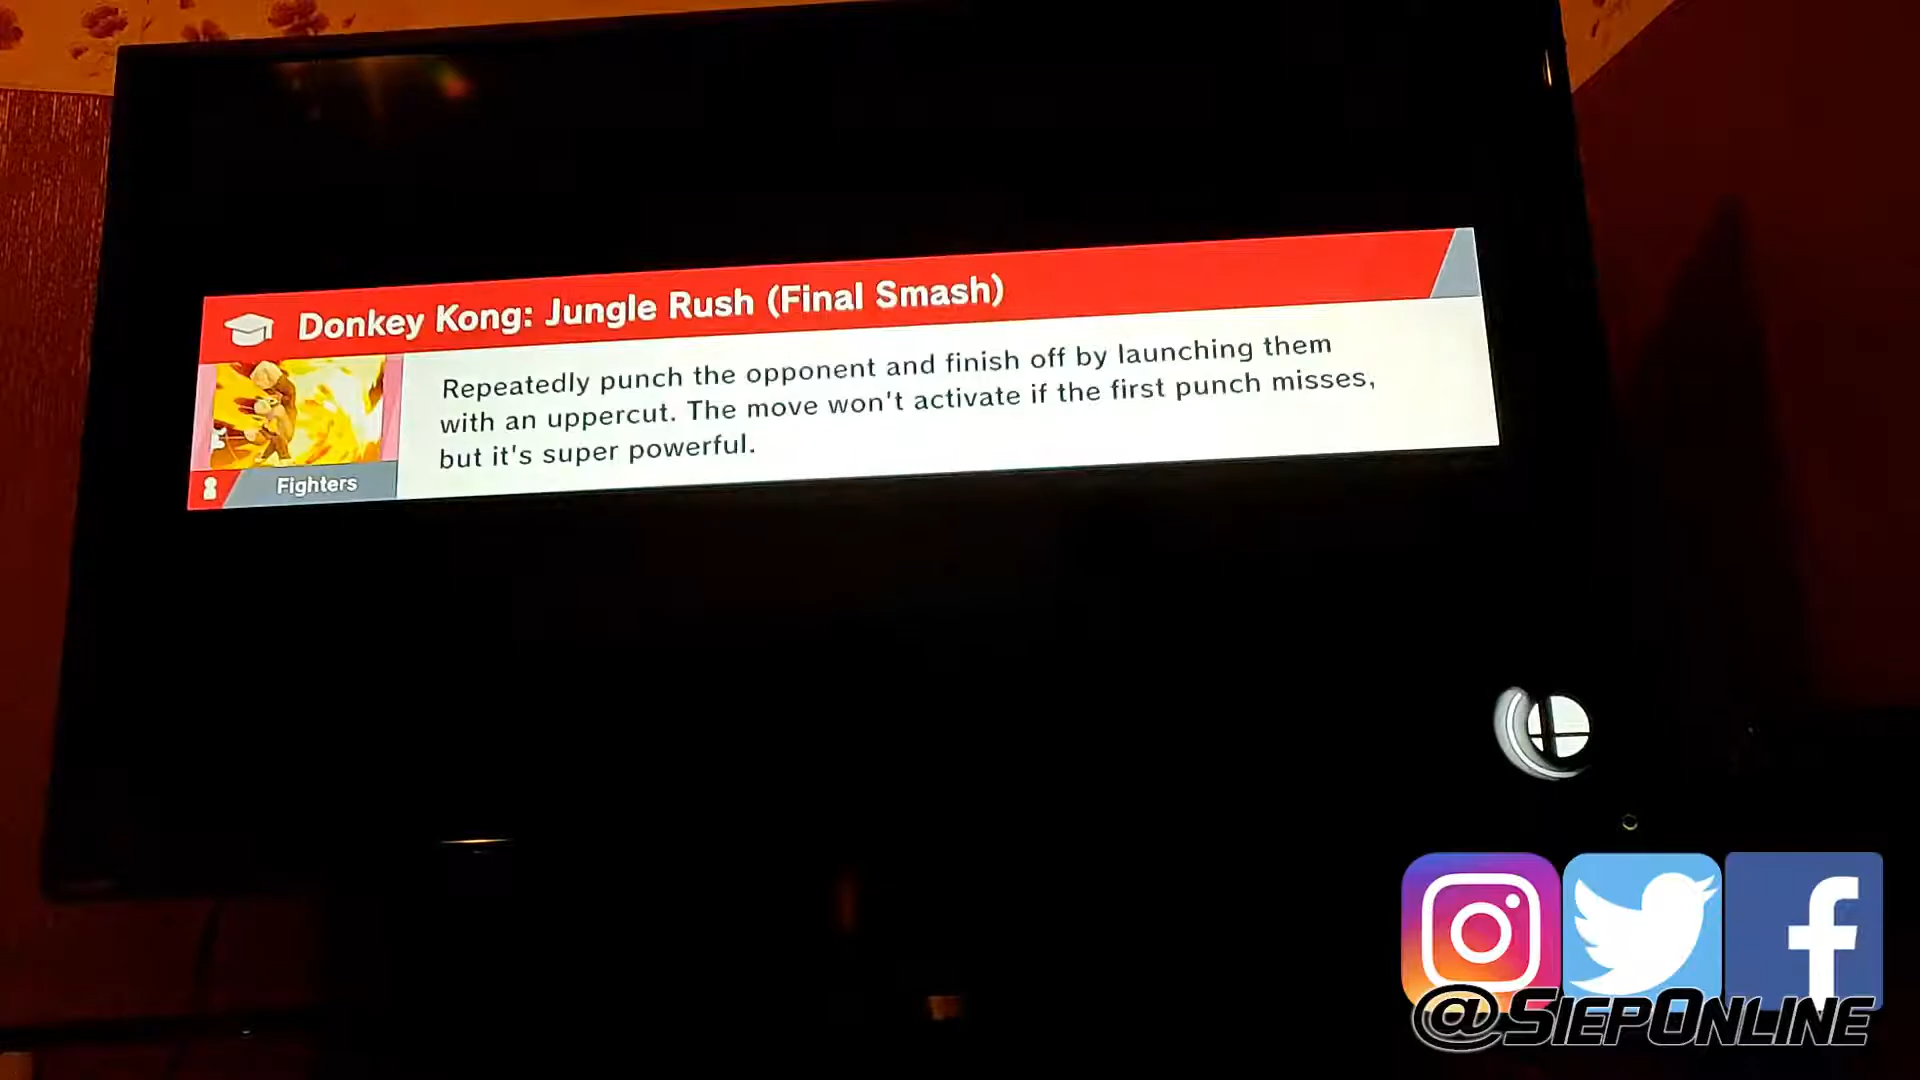 Donkey Kong: Jungle Rush (Final Smash)
Repeatedly punch the opponent and finish off by launching them
with an uppercut. The move won't activate if the first punch misses,
but it's super powerful.
Fighters
@SiepOnline